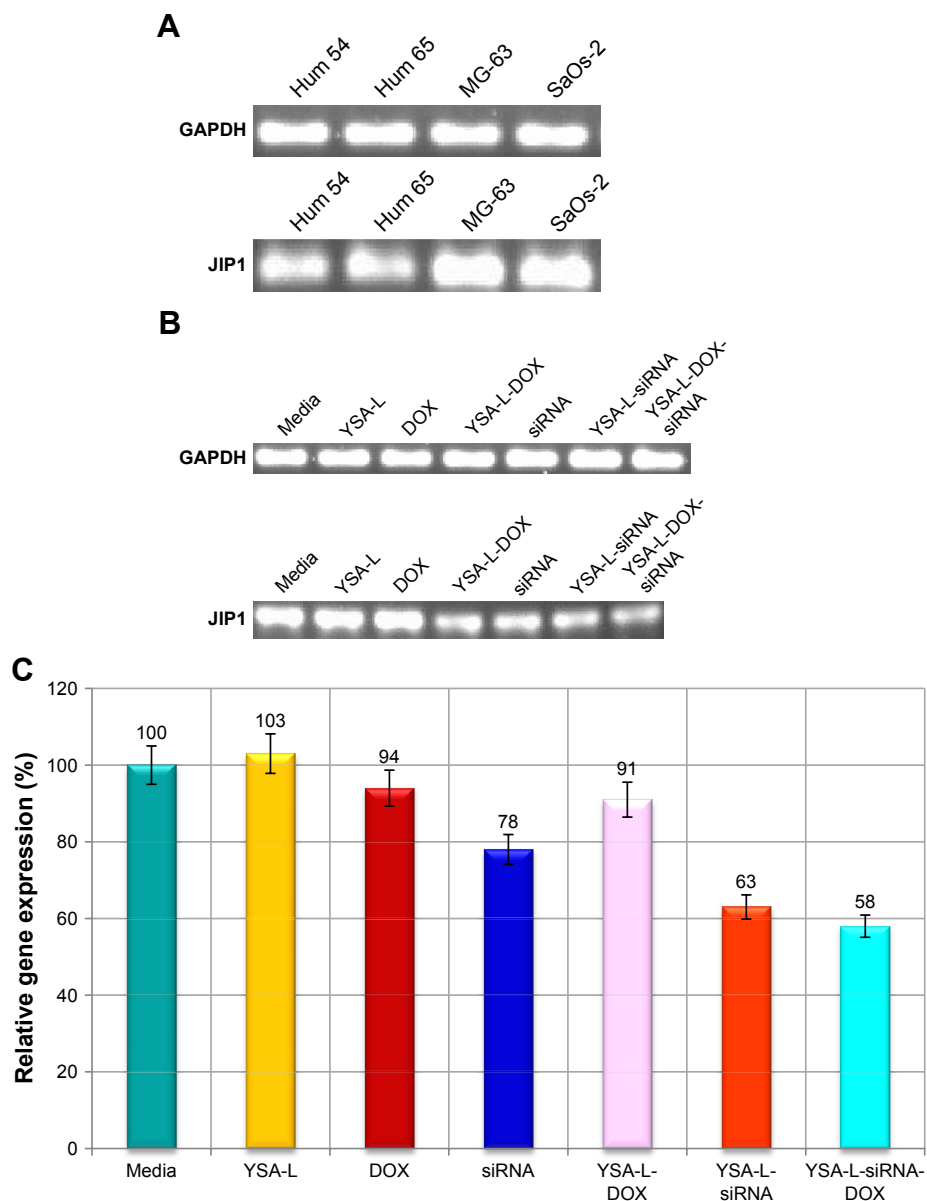 A
Hum 54 Hum 65 MG-63 SaOs-2
GAPDH
Hum 54 Hum 65 MG-63 SaOs-2
JIP1
B
Media YSA-L DOX YSA-L-DOX siRNA YSA-L-siRNA YSA-L-DOX-
siRNA
GAPDH
Media YSA-L DOX YSA-L-DOX siRNA YSA-L-siRNA YSA-L-DOX-
siRNA
JIP1
C
Relative gene expression (%)
120
100
80
60
40
20
0
100
103
94
78
91
63
58
Media
YSA-L
DOX
siRNA
YSA-L-
DOX
YSA-L-
siRNA
YSA-L-siRNA-
DOX